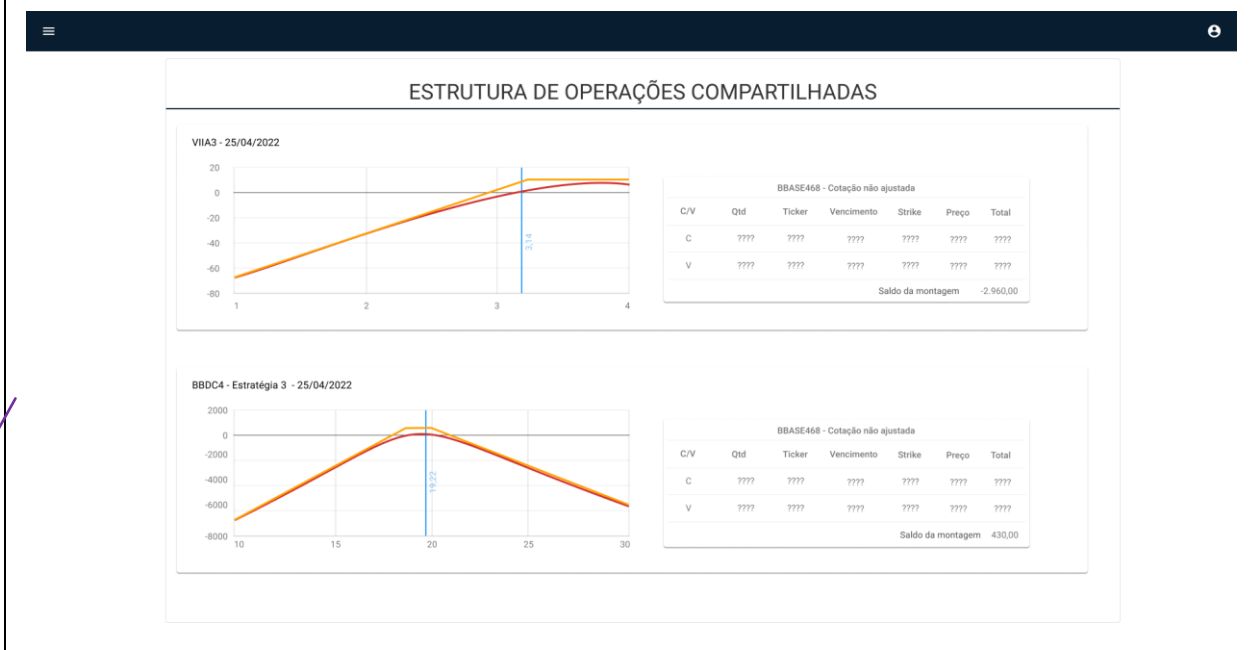 ESTRUTURA DE OPERAÇÕES COMPARTILHADAS
VIIA3 - 25/04/2022
20
0
-20
-40
-60
-80
1 2 3 4
3,14
BBASE468 - Cotação não ajustada
C/V Qtd Ticker Vencimento Strike Preço Total
C ???? ???? ???? ???? ???? ????
V ???? ???? ???? ???? ???? ????
Saldo da montagem -2.960,00
BBDC4 - Estratégia 3 - 25/04/2022
2000
0
-2000
-4000
-6000
-8000
10 15 20 25 30
19,22
BBASE468 - Cotação não ajustada
C/V Qtd Ticker Vencimento Strike Preço Total
C ???? ???? ???? ???? ???? ????
V ???? ???? ???? ???? ???? ????
Saldo da montagem 430,00